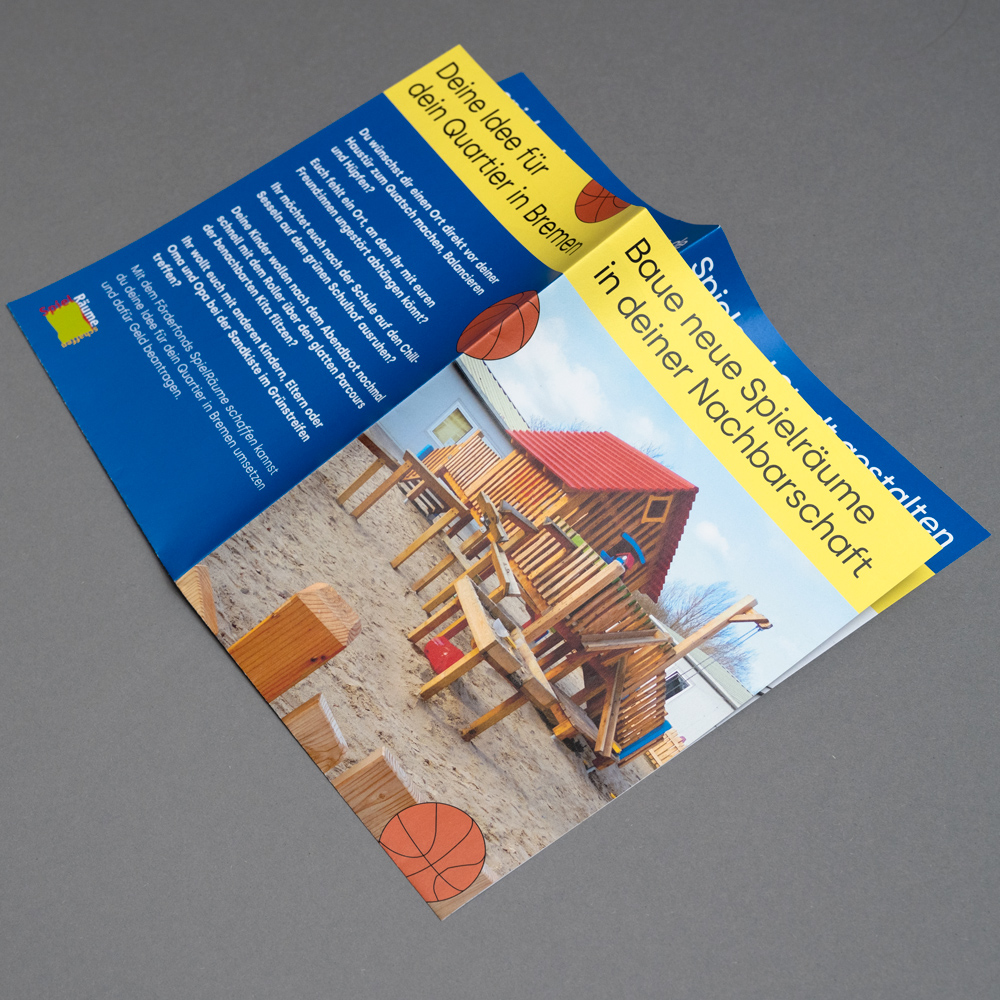 Deine Idee für
dein Quartier in Bremen
Du wünschst dir einen Ort direkt vor deiner
Haustür zum Quatsch machen, Balancieren
und Hüpfen?
Euch fehlt ein Ort, an dem ihr mit euren
Freund:innen ungestört abhängen könnt?
Ihr möchtet euch nach der Schule auf den Chill-
Sesseln auf dem grünen Schulhof ausruhen?
Deine Kinder wollen nach dem Abendbrot nochmal
schnell mit dem Roller über den glatten Parcours
der benachbarten Kita flitzen?
Ihr wollt euch mit anderen Kindern, Eltern oder
Oma und Opa bei der Sandkiste im Grünstreifen
treffen?
Mit dem Förderfonds SpielRäume schaffen kannst
du deine Idee für dein Quartier in Bremen umsetzen
und dafür Geld beantragen.
Spiel
Räume
schaffen
Baue neue Spielräume
in deiner Nachbarschaft